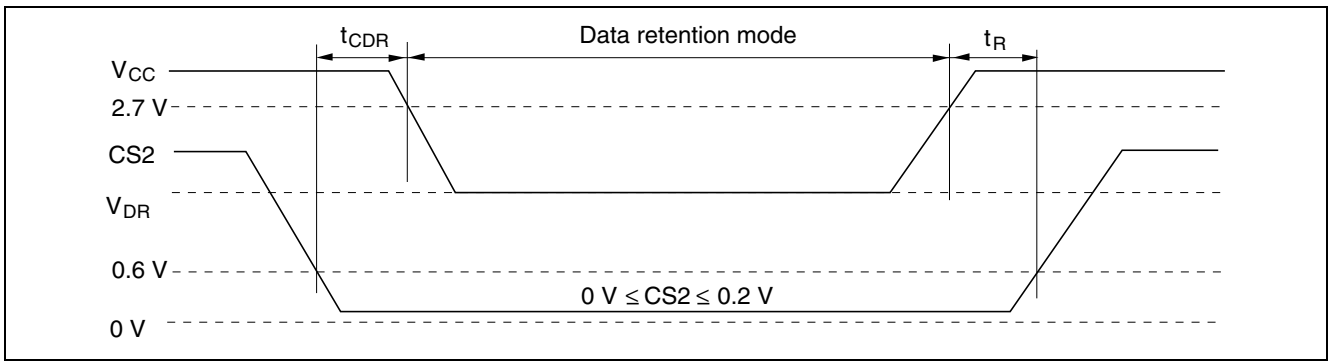 tCDR Data retention mode tR
VCC
2.7 V
CS2
VDR
0.6 V
0 V ≤ CS2 ≤ 0.2 V
0 V